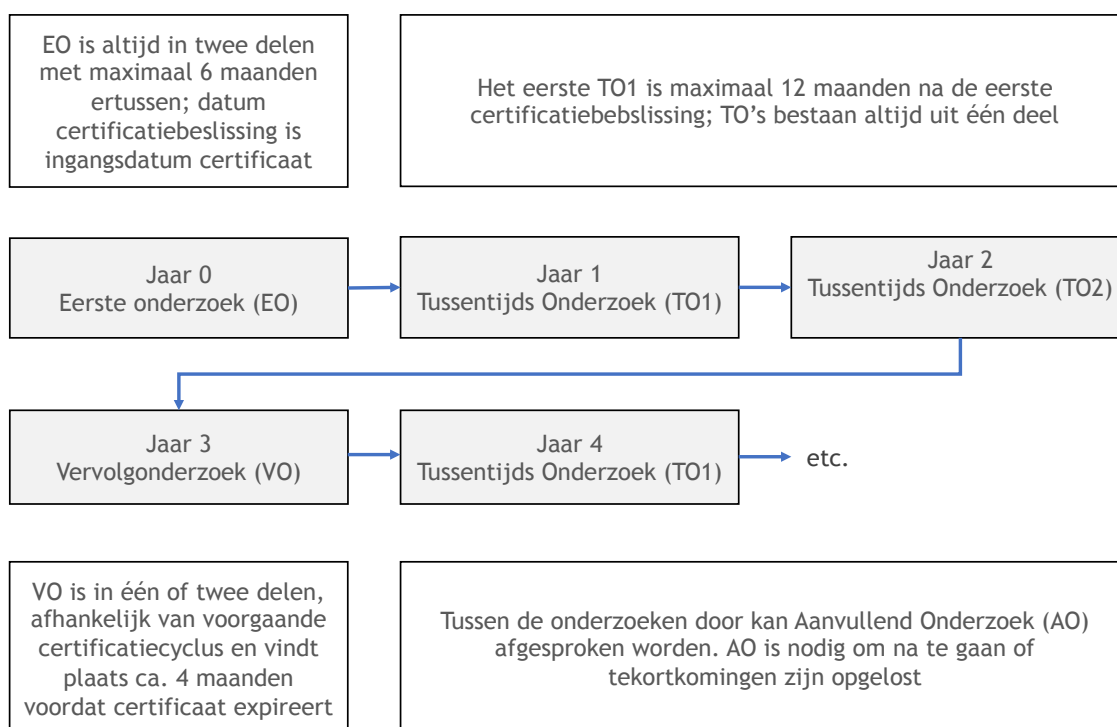 EO is altijd in twee delen
met maximaal 6 maanden
ertussen; datum
certificatiebeslissing is
ingangsdatum certificaat
Het eerste TO1 is maximaal 12 maanden na de eerste
certificatiebebslissing; TO’s bestaan altijd uit één deel
Jaar 0
Eerste onderzoek (EO)
Jaar 1
Tussentijds Onderzoek (TO1)
Jaar 2
Tussentijds Onderzoek (TO2)
Jaar 3
Vervolgonderzoek (VO)
Jaar 4
Tussentijds Onderzoek (TO1)
etc.
VO is in één of twee delen,
afhankelijk van voorgaande
certificatiecyclus en vindt
plaats ca. 4 maanden
voordat certificaat expireert
Tussen de onderzoeken door kan Aanvullend Onderzoek (AO)
afgesproken worden. AO is nodig om na te gaan of
tekortkomingen zijn opgelost